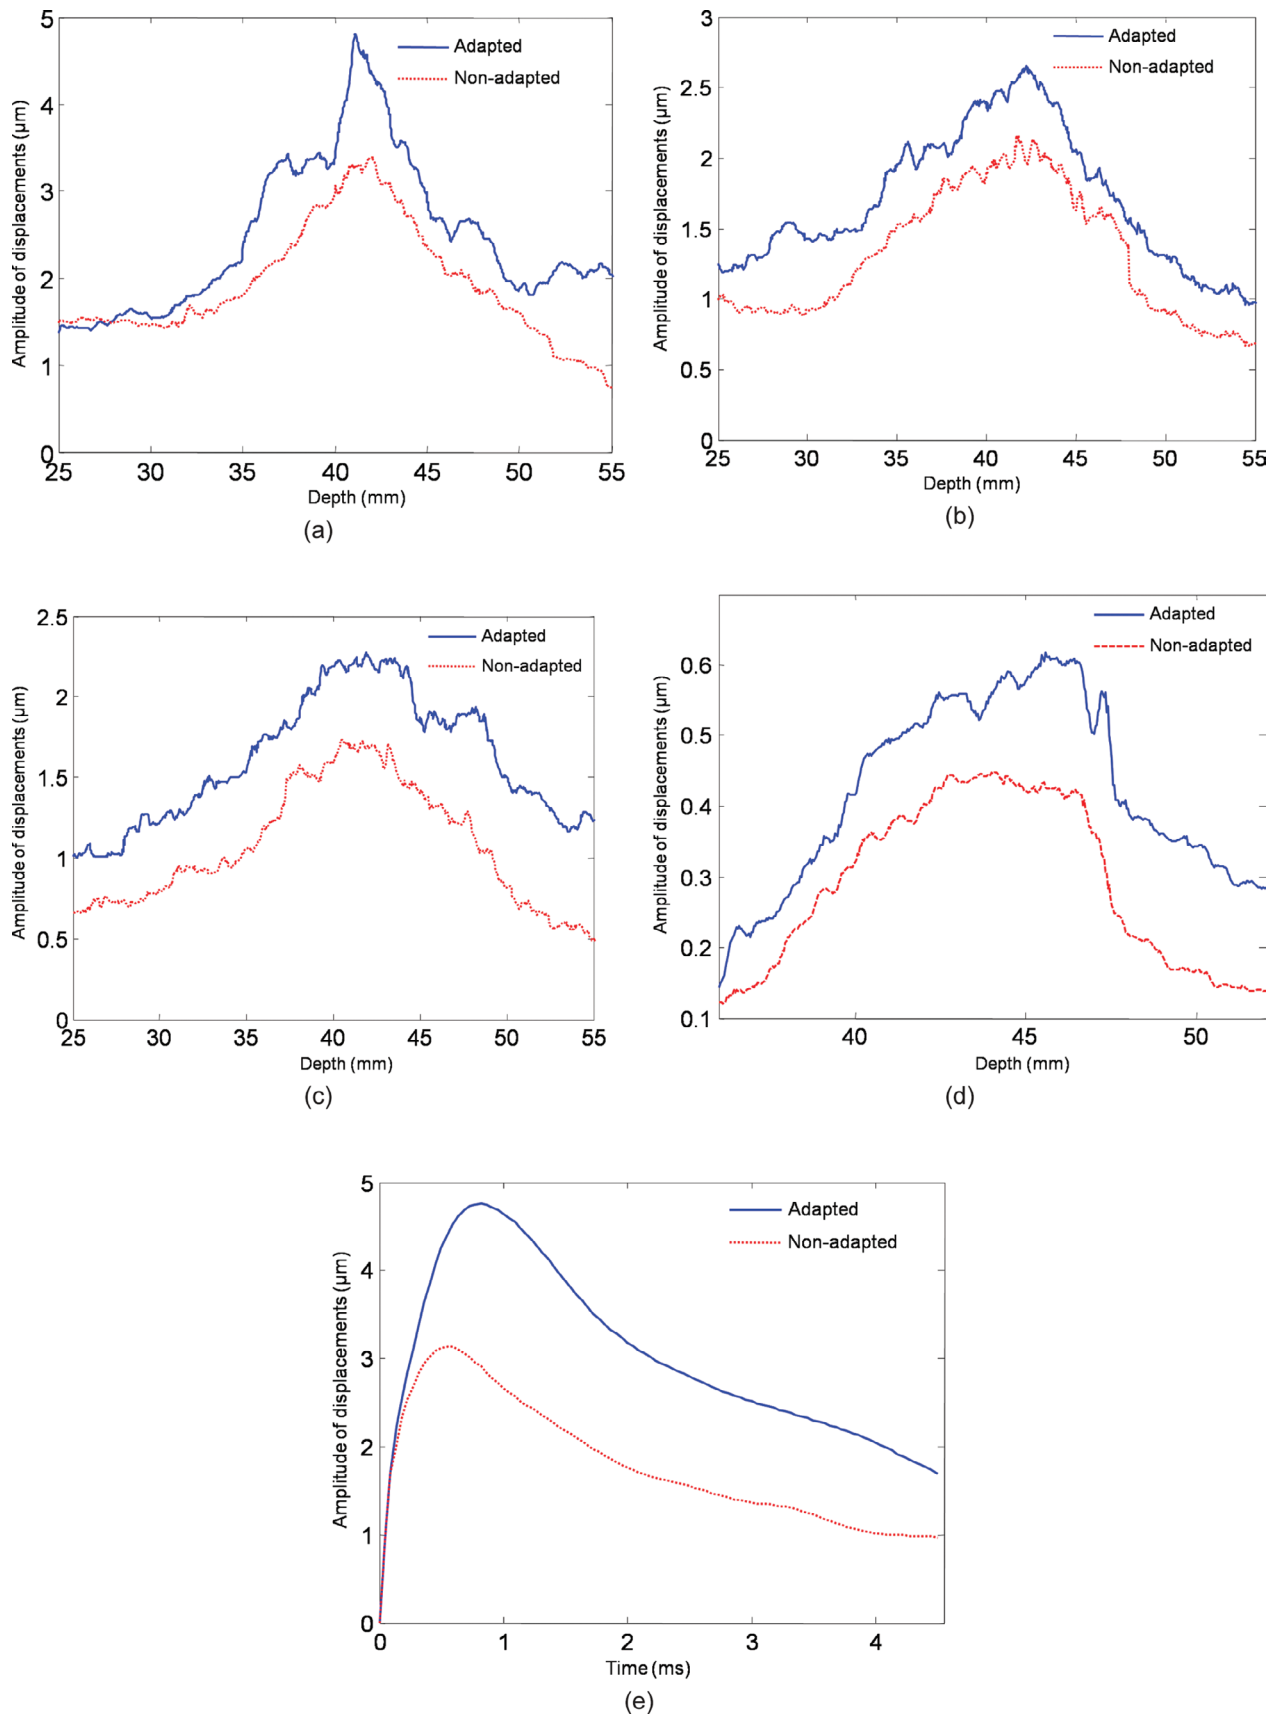 5
4
3
2
1
0
25 30 35 40 45 50 55
Amplitude of displacements (µm)
Depth (mm)
Adapted
Non-adapted
(a)
3
2.5
2
1.5
1
0.5
0
25 30 35 40 45 50 55
Amplitude of displacements (µm)
Depth (mm)
Adapted
Non-adapted
(b)
2.5
2
1.5
1
0.5
0
25 30 35 40 45 50 55
Amplitude of displacements (µm)
Depth (mm)
Adapted
Non-adapted
(c)
0.6
0.5
0.4
0.3
0.2
0.1
40 45 50
Amplitude of displacements (µm)
Depth (mm)
Adapted
Non-adapted
(d)
5
4
3
2
1
0
0 1 2 3 4
Amplitude of displacements (µm)
Time (ms)
Adapted
Non-adapted
(e)